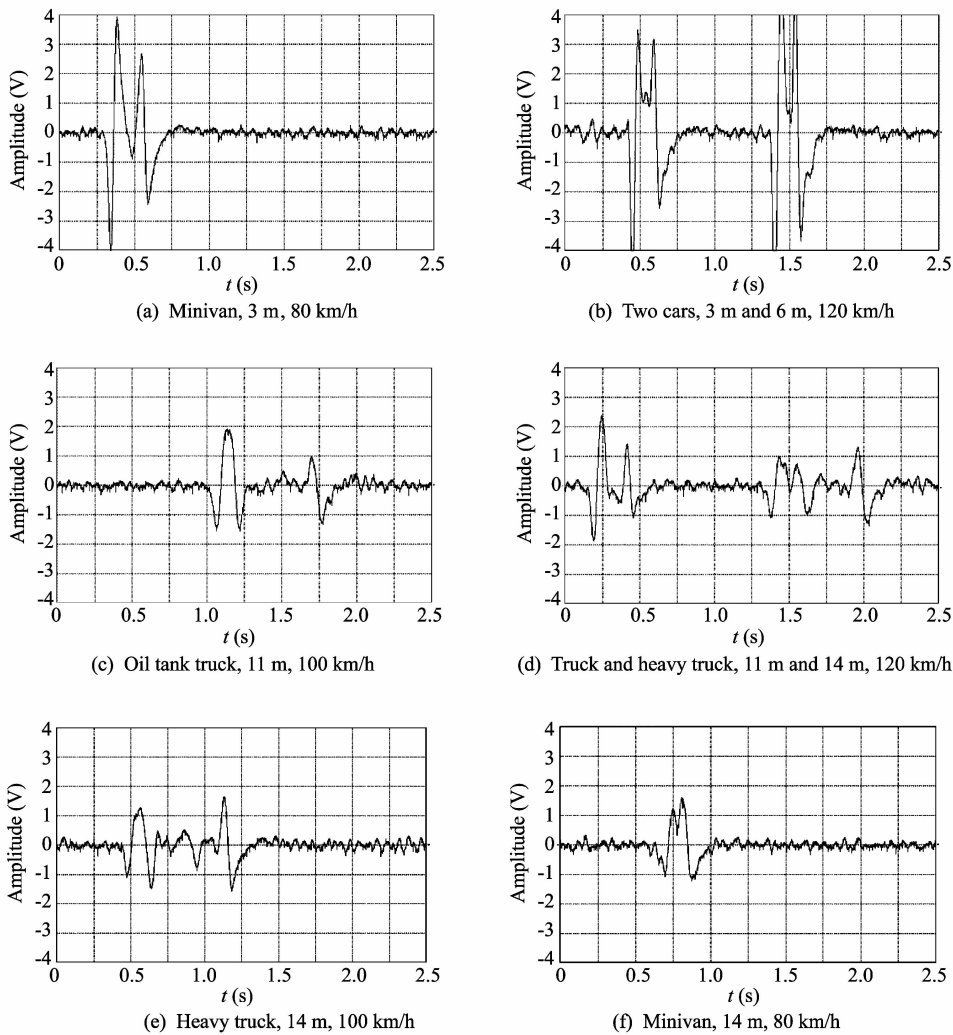 4
3
2
1
0
-1
-2
-3
-4
Amplitude (V)
0 0.5 1.0 1.5 2.0 2.5
t (s)
(a) Minivan, 3 m, 80 km/h
4
3
2
1
0
-1
-2
-3
-4
Amplitude (V)
0 0.5 1.0 1.5 2.0 2.5
t (s)
(b) Two cars, 3 m and 6 m, 120 km/h
4
3
2
1
0
-1
-2
-3
-4
Amplitude (V)
0 0.5 1.0 1.5 2.0 2.5
t (s)
(c) Oil tank truck, 11 m, 100 km/h
4
3
2
1
0
-1
-2
-3
-4
Amplitude (V)
0 0.5 1.0 1.5 2.0 2.5
t (s)
(d) Truck and heavy truck, 11 m and 14 m, 120 km/h
4
3
2
1
0
-1
-2
-3
-4
Amplitude (V)
0 0.5 1.0 1.5 2.0 2.5
t (s)
(e) Heavy truck, 14 m, 100 km/h
4
3
2
1
0
-1
-2
-3
-4
Amplitude (V)
0 0.5 1.0 1.5 2.0 2.5
t (s)
(f) Minivan, 14 m, 80 km/h